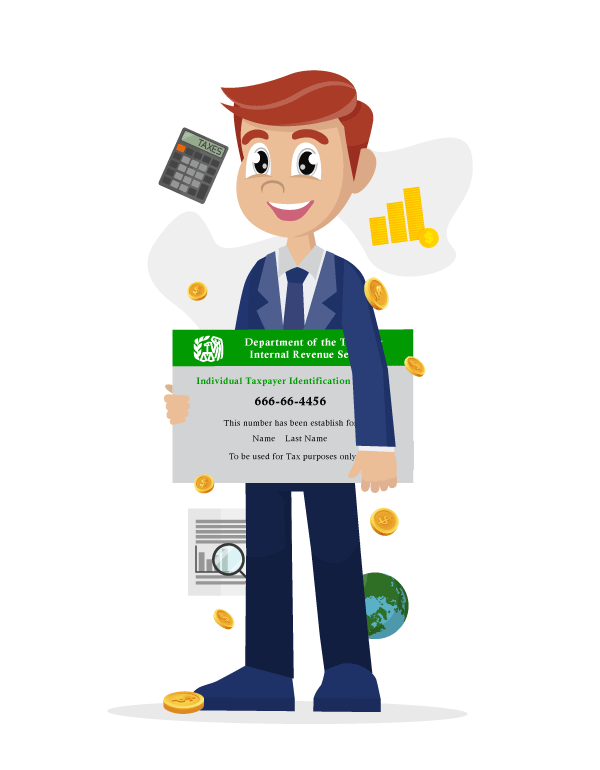 TAXES
Department of the T
Internal Revenue Se
Individual Taxpayer Identification
666-66-4456
This number has been establish fo
Name Last Name
To be used for Tax purposes only